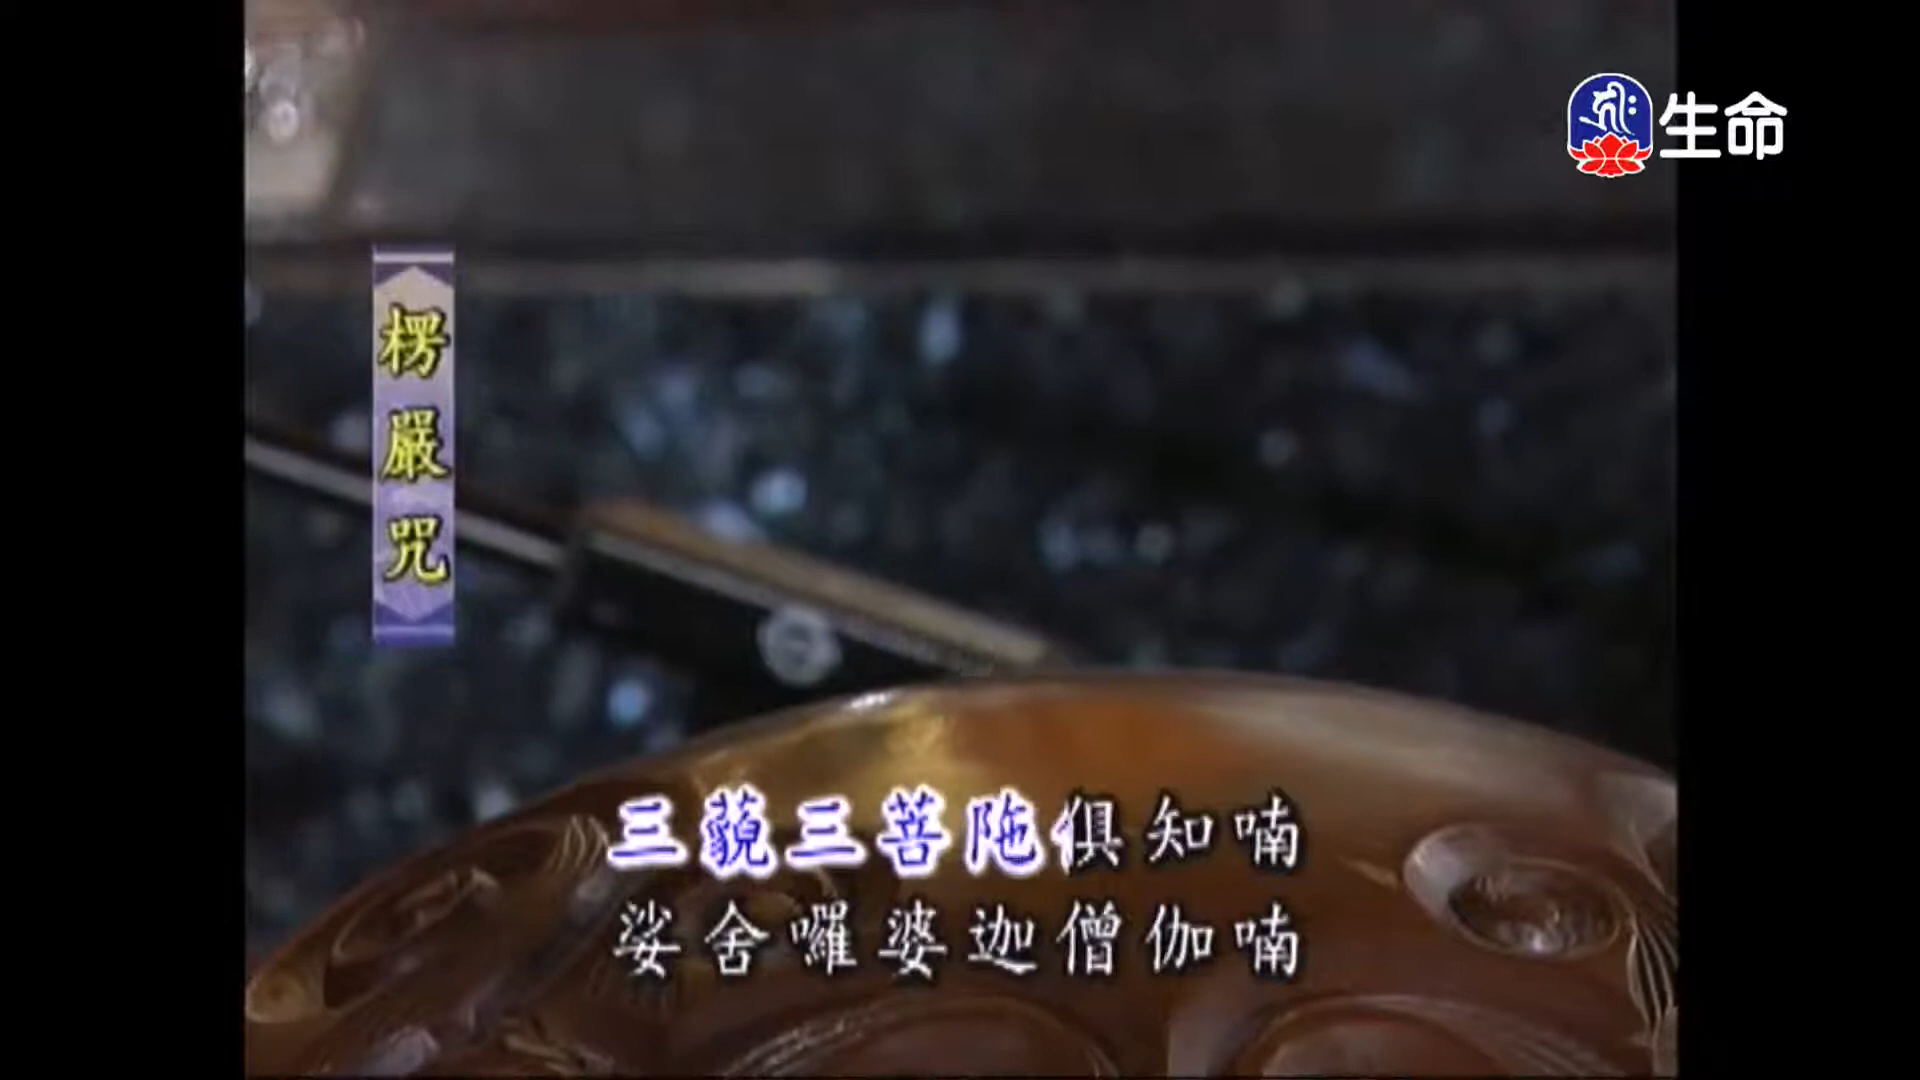 生命
楞嚴咒
三藐三菩陁俱知喃
娑舍囉婆迦僧伽喃